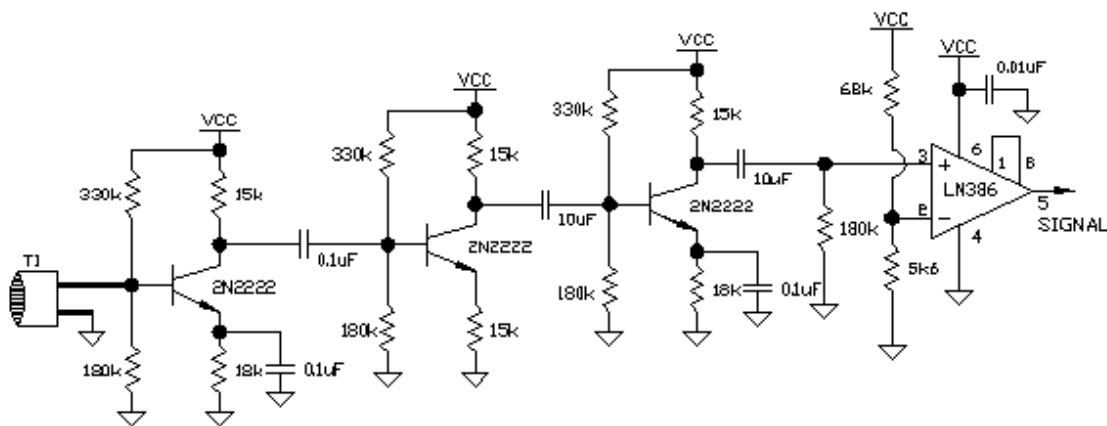 VCC
330k
15k
T1
2N2222
180k
18k
0.1uF
0.1uF
VCC
330k
15k
2N2222
180k
15k
10uF
VCC
330k
15k
2N2222
180k
18k
0.1uF
10uF
180k
VCC
68k
5k6
VCC
0.01uF
6
1
8
3
+
LN386
2
-
5
4
SIGNAL